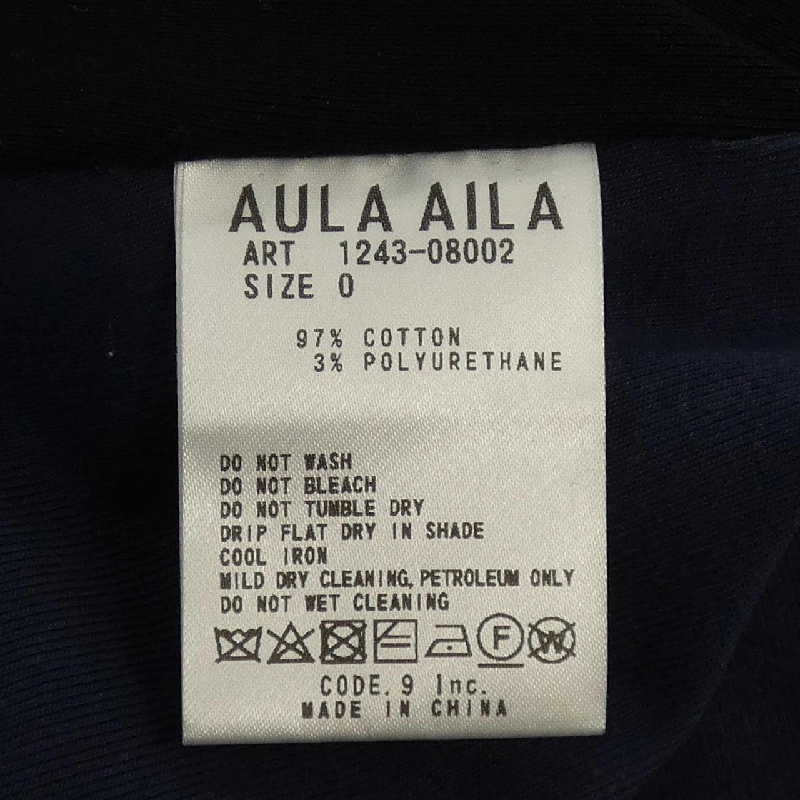 AULA AILA
ART 1243-08002
SIZE 0
97% COTTON
3% POLYURETHANE
DO NOT WASH
DO NOT BLEACH
DO NOT TUMBLE DRY
DRIP FLAT DRY IN SHADE
COOL IRON
MILD DRY CLEANING, PETROLEUM ONLY
DO NOT WET CLEANING
F W
CODE. 9 Inc.
MADE IN CHINA